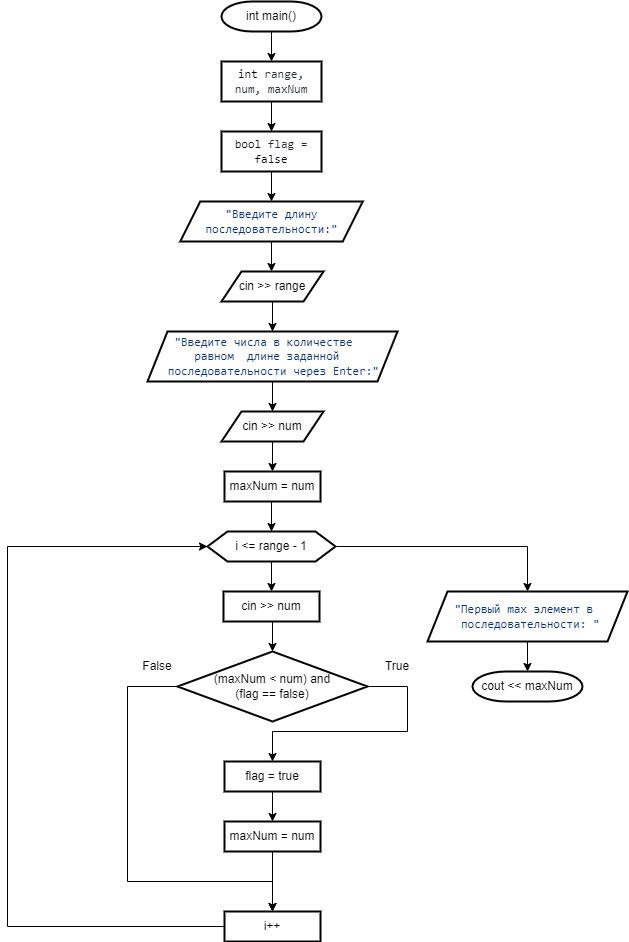 int main()
int range,
num, maxNum
bool flag =
false
"Введите длину
последовательности:"
cin >> range
"Введите числа в количестве
равном длине заданной
последовательности через Enter:"
cin >> num
maxNum = num
i <= range - 1
cin >> num
"Первый max элемент в
последовательности: "
False
True
(maxNum < num) and
(flag == false)
cout << maxNum
flag = true
maxNum = num
i++